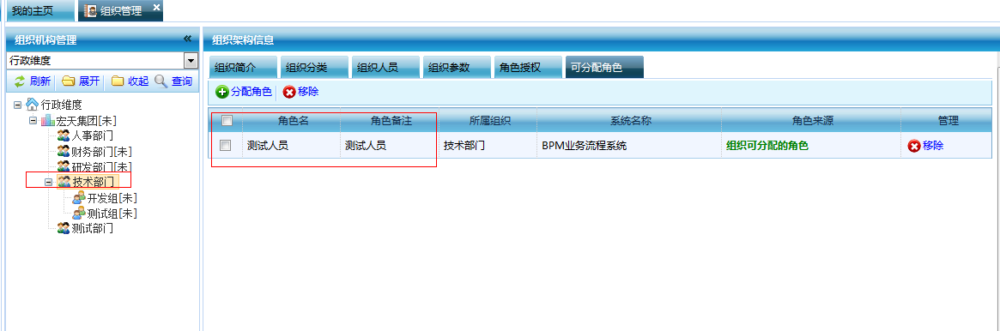 我的主页 组织管理
组织机构管理
行政维度
刷新 展开 收起 查询
行政维度
宏天集团[未]
人事部门
财务部门[未]
研发部门[未]
技术部门
开发组[未]
测试组[未]
测试部门
组织架构信息
组织简介 组织分类 组织人员 组织参数 角色授权 可分配角色
分配角色 移除
角色名 角色备注 所属组织 系统名称 角色来源 管理
测试人员 测试人员 技术部门 BPM业务流程系统 组织可分配的角色 移除